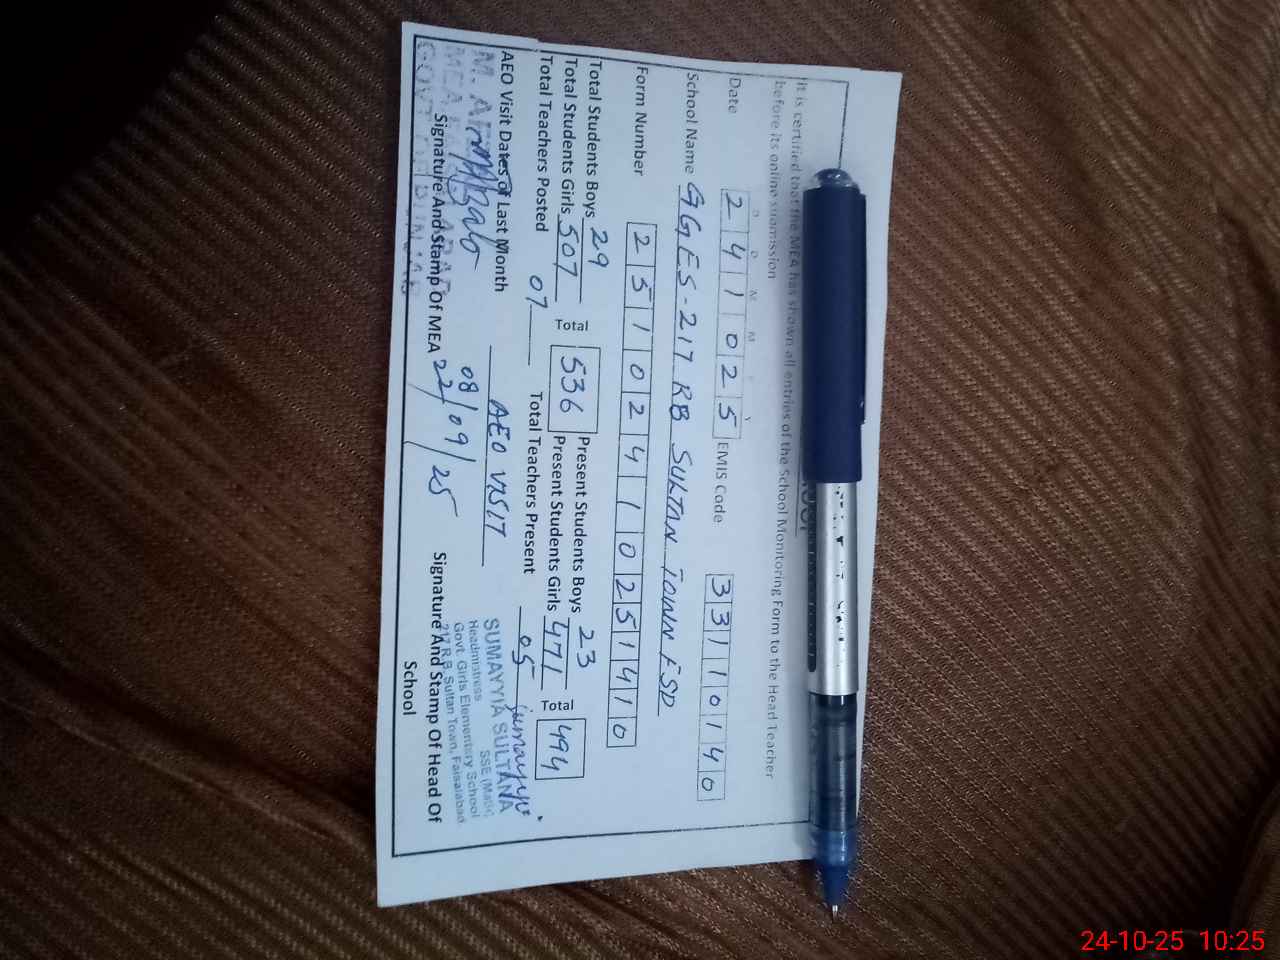 It is certified that the MEA has shown all entries of the School Monitoring Form to the Head Teacher
before its online submission
D D M M Y
Date 2 4 1 0 2 5 EMIS Code 3 3 1 1 0 1 4 0
School Name GGES-217 RB SULTAN TOWN FSD
Form Number 2 5 1 0 2 4 1 0 2 5 1 4 1 0
Total Students Boys 29 Present Students Boys 23
Total Students Girls 507 Total 536 Present Students Girls 471 Total 494
Total Teachers Posted 07 Total Teachers Present 05
AEO Visit Dates of Last Month AEO VISIT
08/09/25
22/
Signature And Stamp Of MEA
SUMAYYIA SULTANA
SSE (Math)
Headmistress
Govt. Girls Elementary School
217 R.B. Sultan Town, Faisalabad
Signature And Stamp Of Head Of
School
24-10-25 10:25